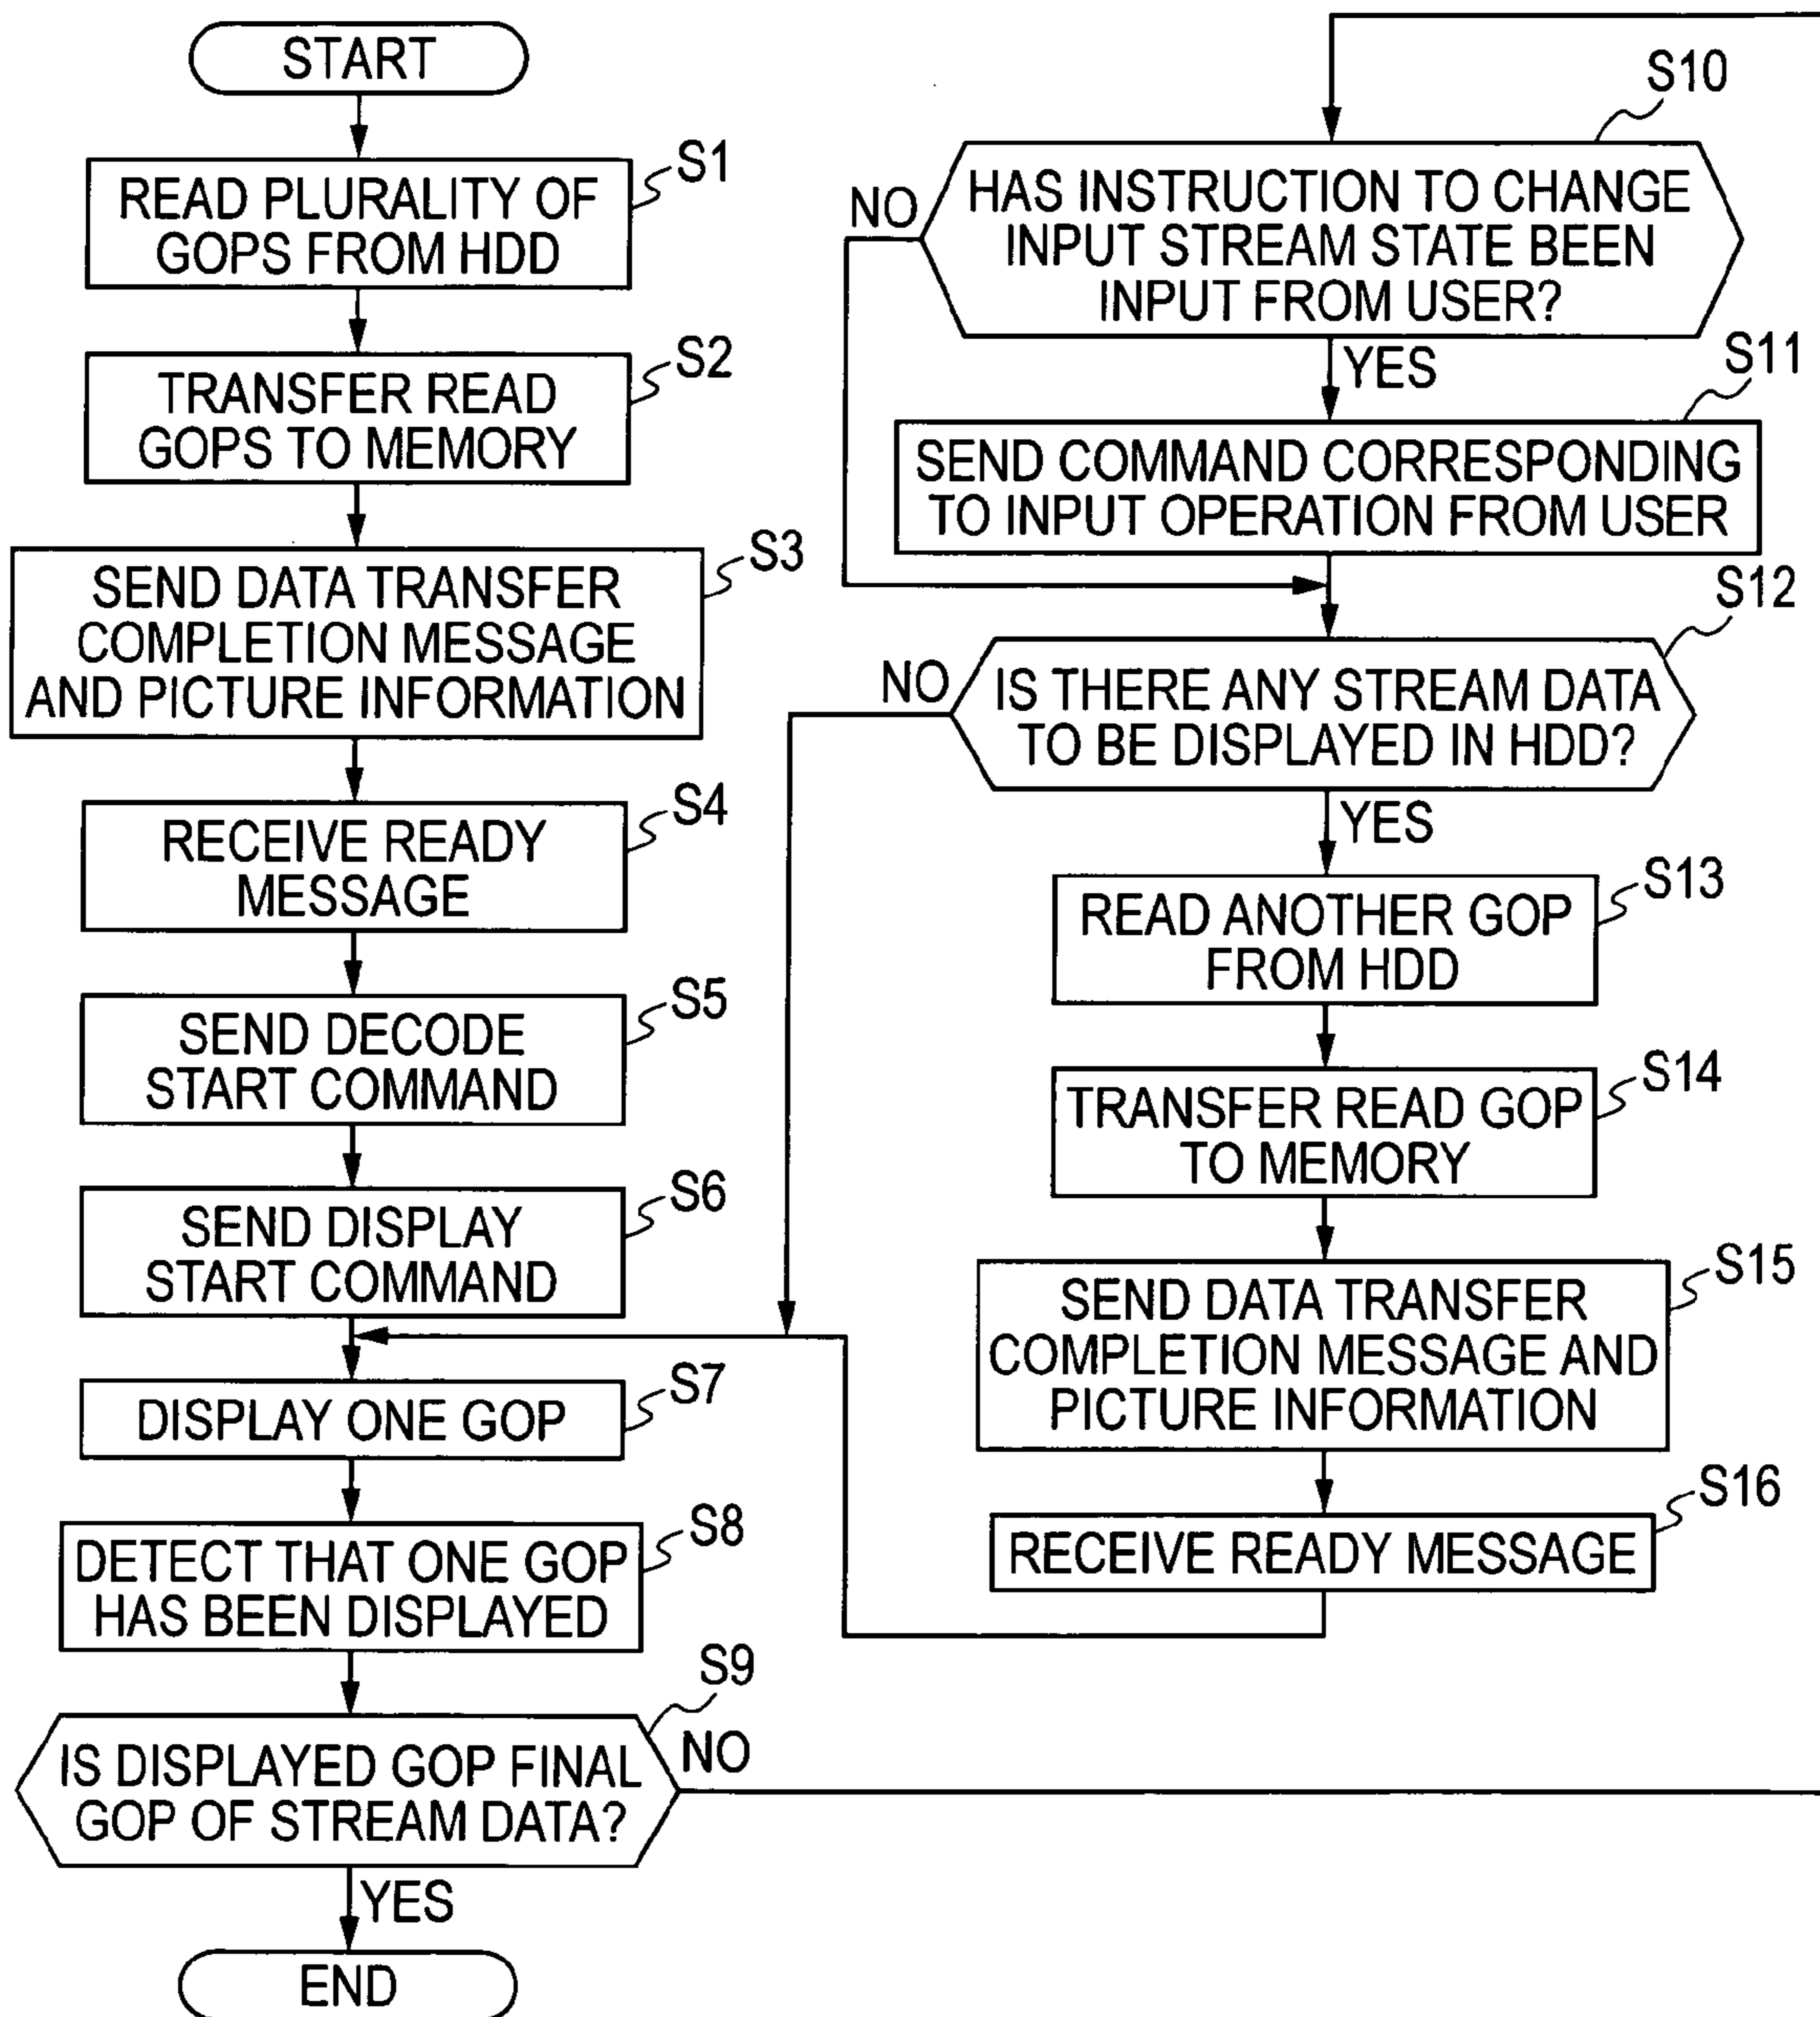 START
S1
READ PLURALITY OF
GOPS FROM HDD
S2
TRANSFER READ
GOPS TO MEMORY
S3
SEND DATA TRANSFER
COMPLETION MESSAGE
AND PICTURE INFORMATION
S4
RECEIVE READY
MESSAGE
S5
SEND DECODE
START COMMAND
S6
SEND DISPLAY
START COMMAND
S7
DISPLAY ONE GOP
S8
DETECT THAT ONE GOP
HAS BEEN DISPLAYED
S9
IS DISPLAYED GOP FINAL
GOP OF STREAM DATA?
NO
YES
END
S10
HAS INSTRUCTION TO CHANGE
INPUT STREAM STATE BEEN
INPUT FROM USER?
NO
YES
S11
SEND COMMAND CORRESPONDING
TO INPUT OPERATION FROM USER
S12
IS THERE ANY STREAM DATA
TO BE DISPLAYED IN HDD?
NO
YES
S13
READ ANOTHER GOP
FROM HDD
S14
TRANSFER READ GOP
TO MEMORY
S15
SEND DATA TRANSFER
COMPLETION MESSAGE AND
PICTURE INFORMATION
S16
RECEIVE READY MESSAGE